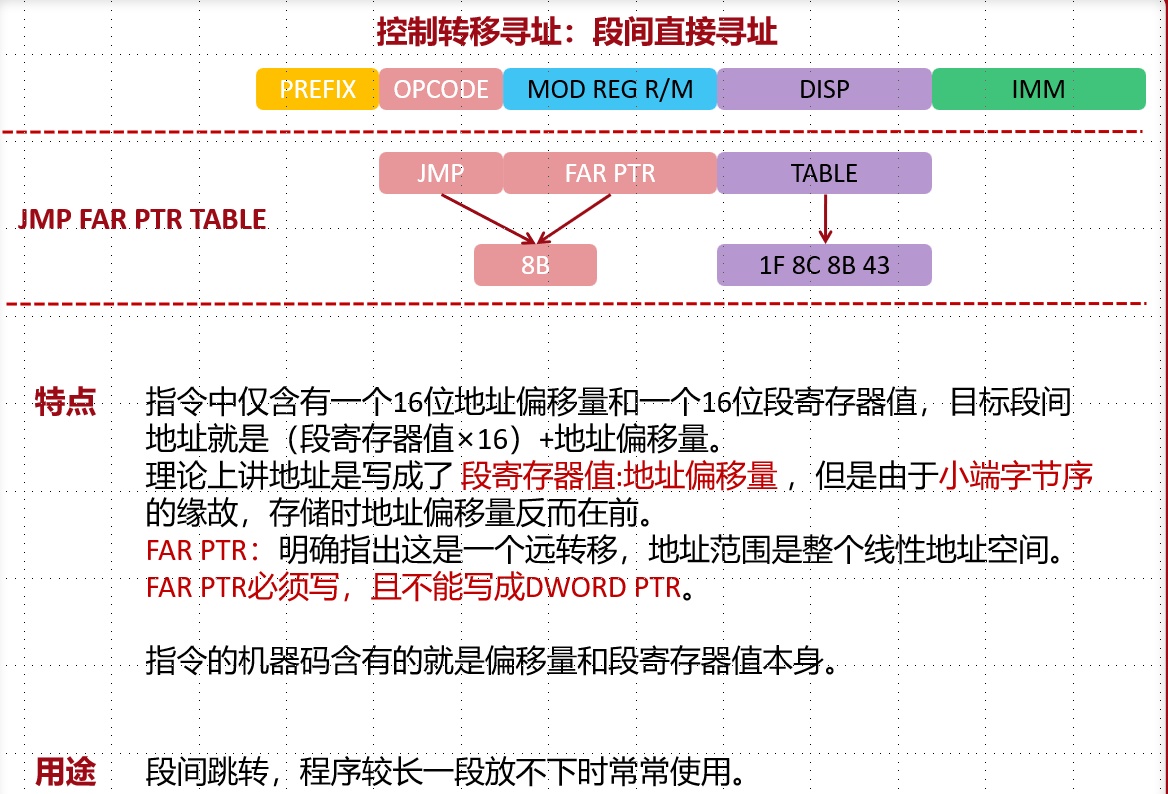 控制转移寻址：段间直接寻址
PREFIX OPCODE MOD REG R/M DISP IMM
JMP FAR PTR TABLE
JMP FAR PTR TABLE
8B 1F 8C 8B 43
特点 指令中仅含有一个16位地址偏移量和一个16位段寄存器值，目标段间
地址就是（段寄存器值×16）+地址偏移量。
理论上讲地址是写成了 段寄存器值:地址偏移量 ，但是由于小端字节序
的缘故，存储时地址偏移量反而在前。
FAR PTR：明确指出这是一个远转移，地址范围是整个线性地址空间。
FAR PTR必须写，且不能写成DWORD PTR。
指令的机器码含有的就是偏移量和段寄存器值本身。
用途 段间跳转，程序较长一段放不下时常常使用。